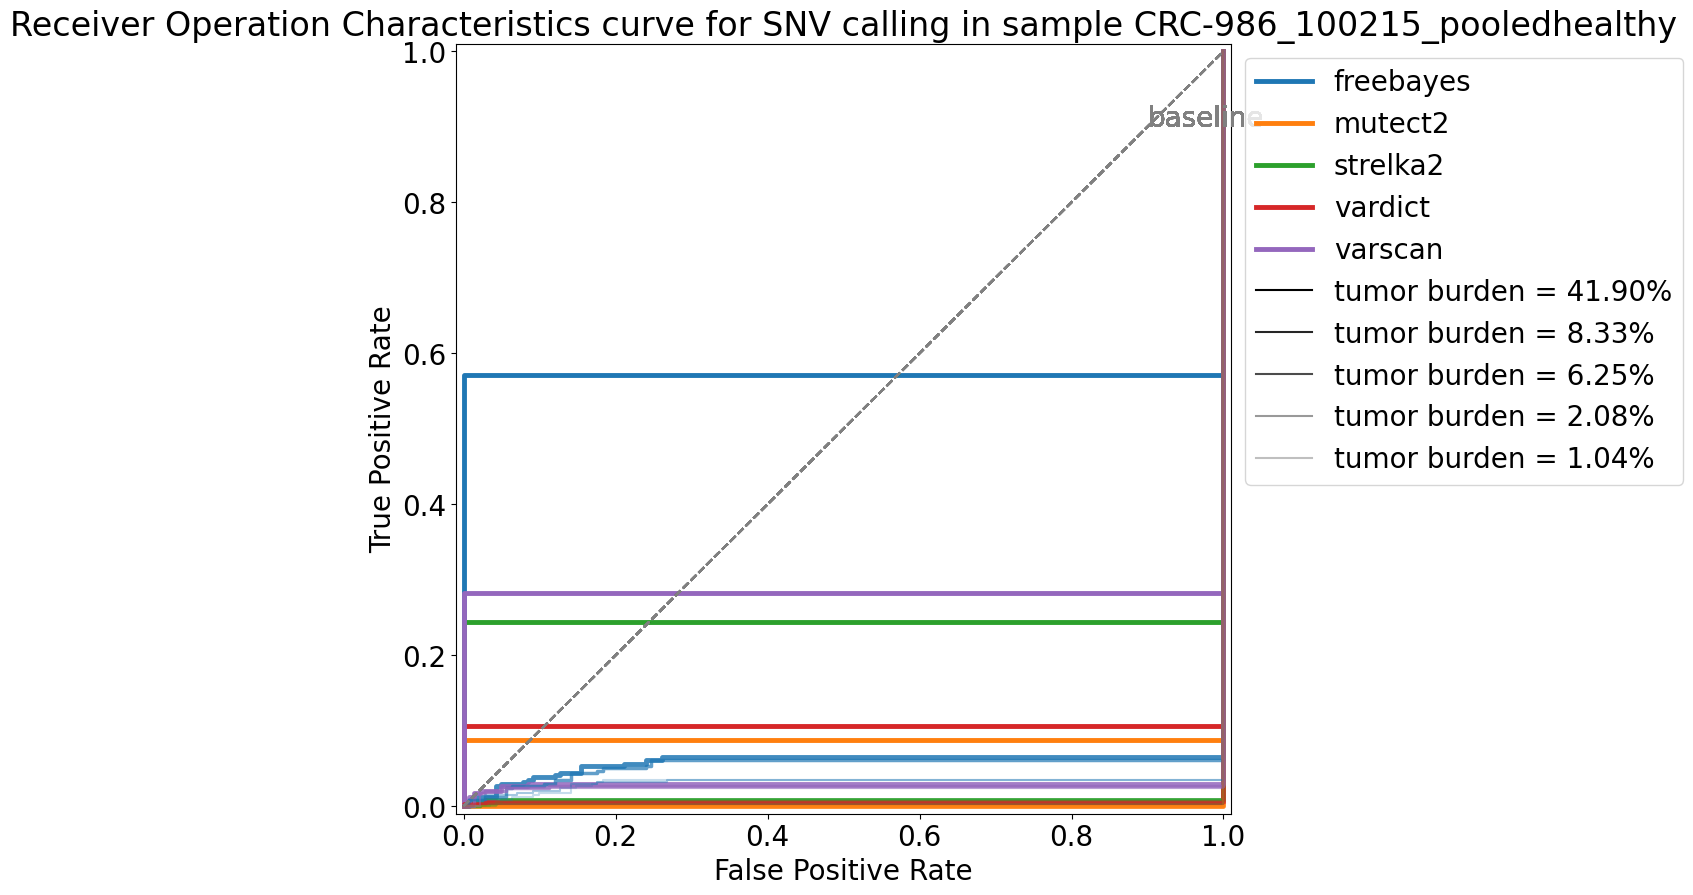 Receiver Operation Characteristics curve for SNV calling in sample CRC-986_100215_pooledhealthy
1.0
0.8
0.6
0.4
0.2
0.0
True Positive Rate
baseline
0.0 0.2 0.4 0.6 0.8 1.0
False Positive Rate
freebayes
mutect2
strelka2
vardict
varscan
tumor burden = 41.90%
tumor burden = 8.33%
tumor burden = 6.25%
tumor burden = 2.08%
tumor burden = 1.04%